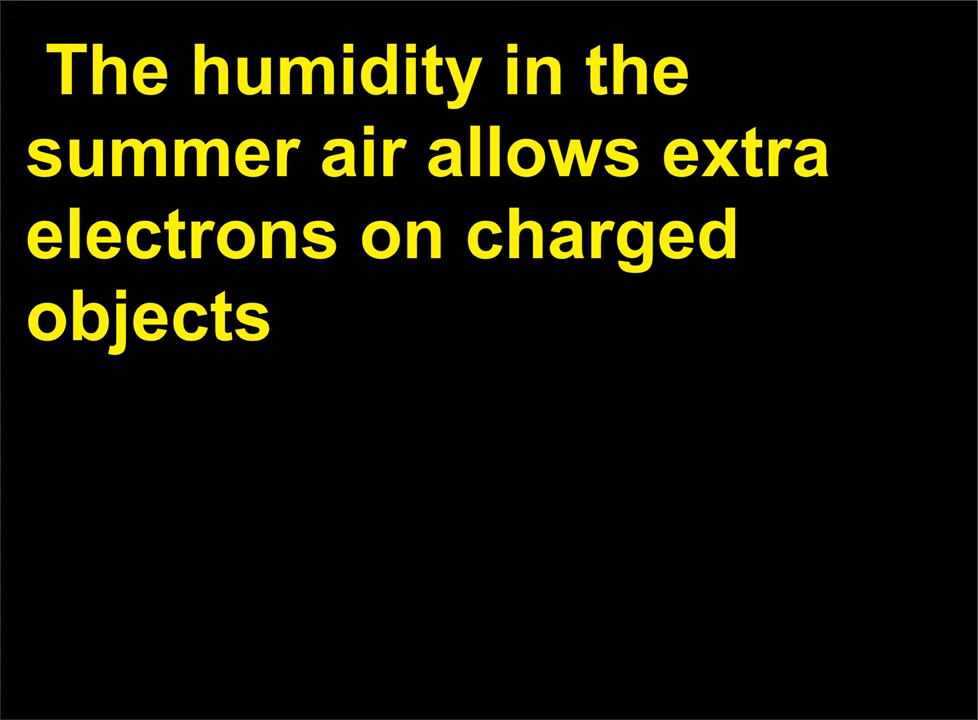 The humidity in the
summer air allows extra
electrons on charged
objects